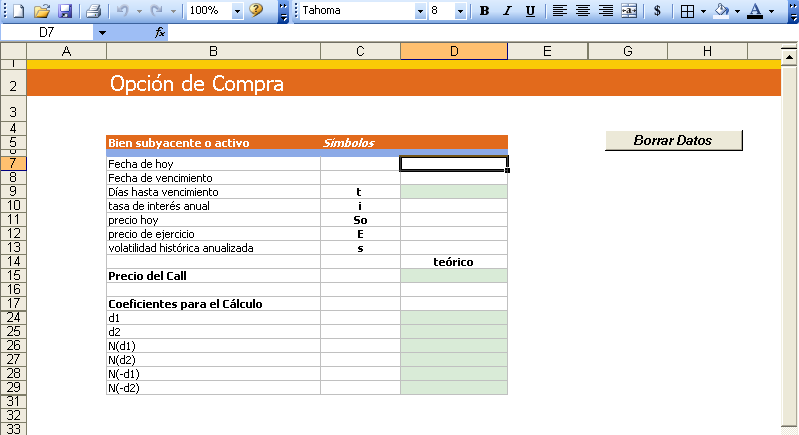 100% Tahoma 8 B I U $ A
D7 fx
A B C D E G H
1
2 Opción de Compra
3
4
5 Bien subyacente o activo Símbolos Borrar Datos
6
7 Fecha de hoy
8 Fecha de vencimiento
9 Días hasta vencimiento t
10 tasa de interés anual i
11 precio hoy So
12 precio de ejercicio E
13 volatilidad histórica anualizada s
14 teórico
15 Precio del Call
16
17 Coeficientes para el Cálculo
24 d1
25 d2
26 N(d1)
27 N(d2)
28 N(-d1)
29 N(-d2)
31
32
33